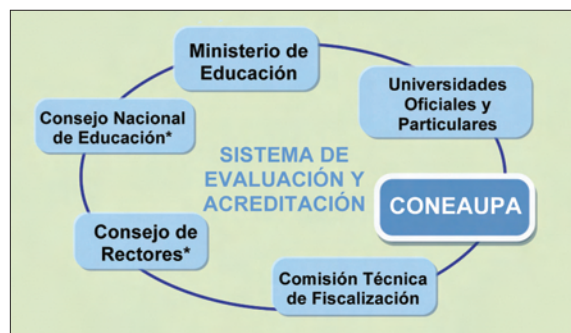 Ministerio de
Educación
Universidades
Oficiales y
Particulares
Consejo Nacional
de Educación*
SISTEMA DE
EVALUACIÓN Y
ACREDITACIÓN
CONEAUPA
Consejo de
Rectores*
Comisión Técnica
de Fiscalización